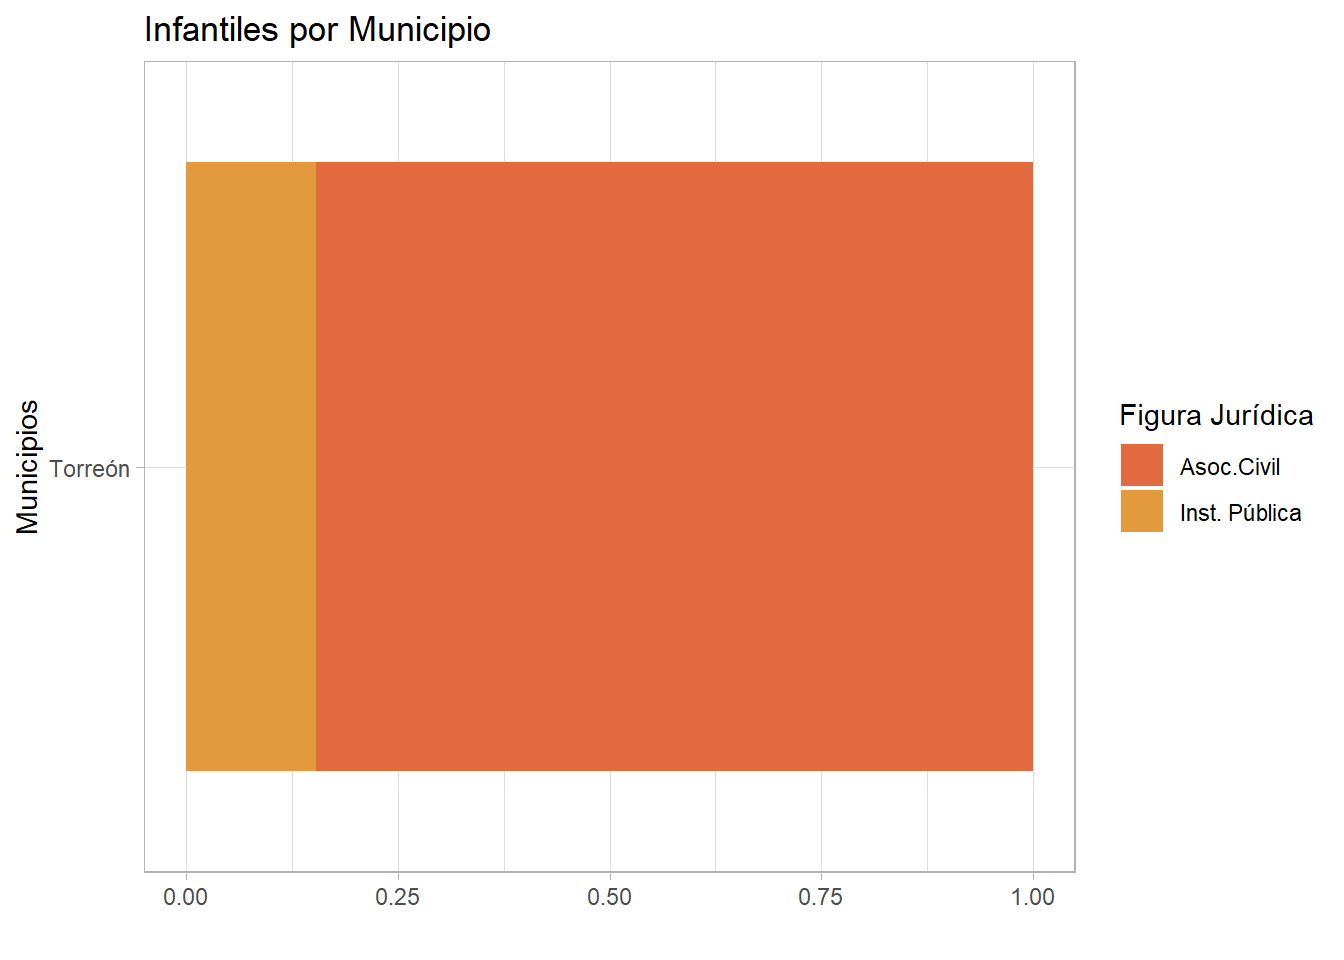 Infantiles por Municipio
Municipios
Torreón
0.00 0.25 0.50 0.75 1.00
Figura Jurídica
Asoc.Civil
Inst. Pública